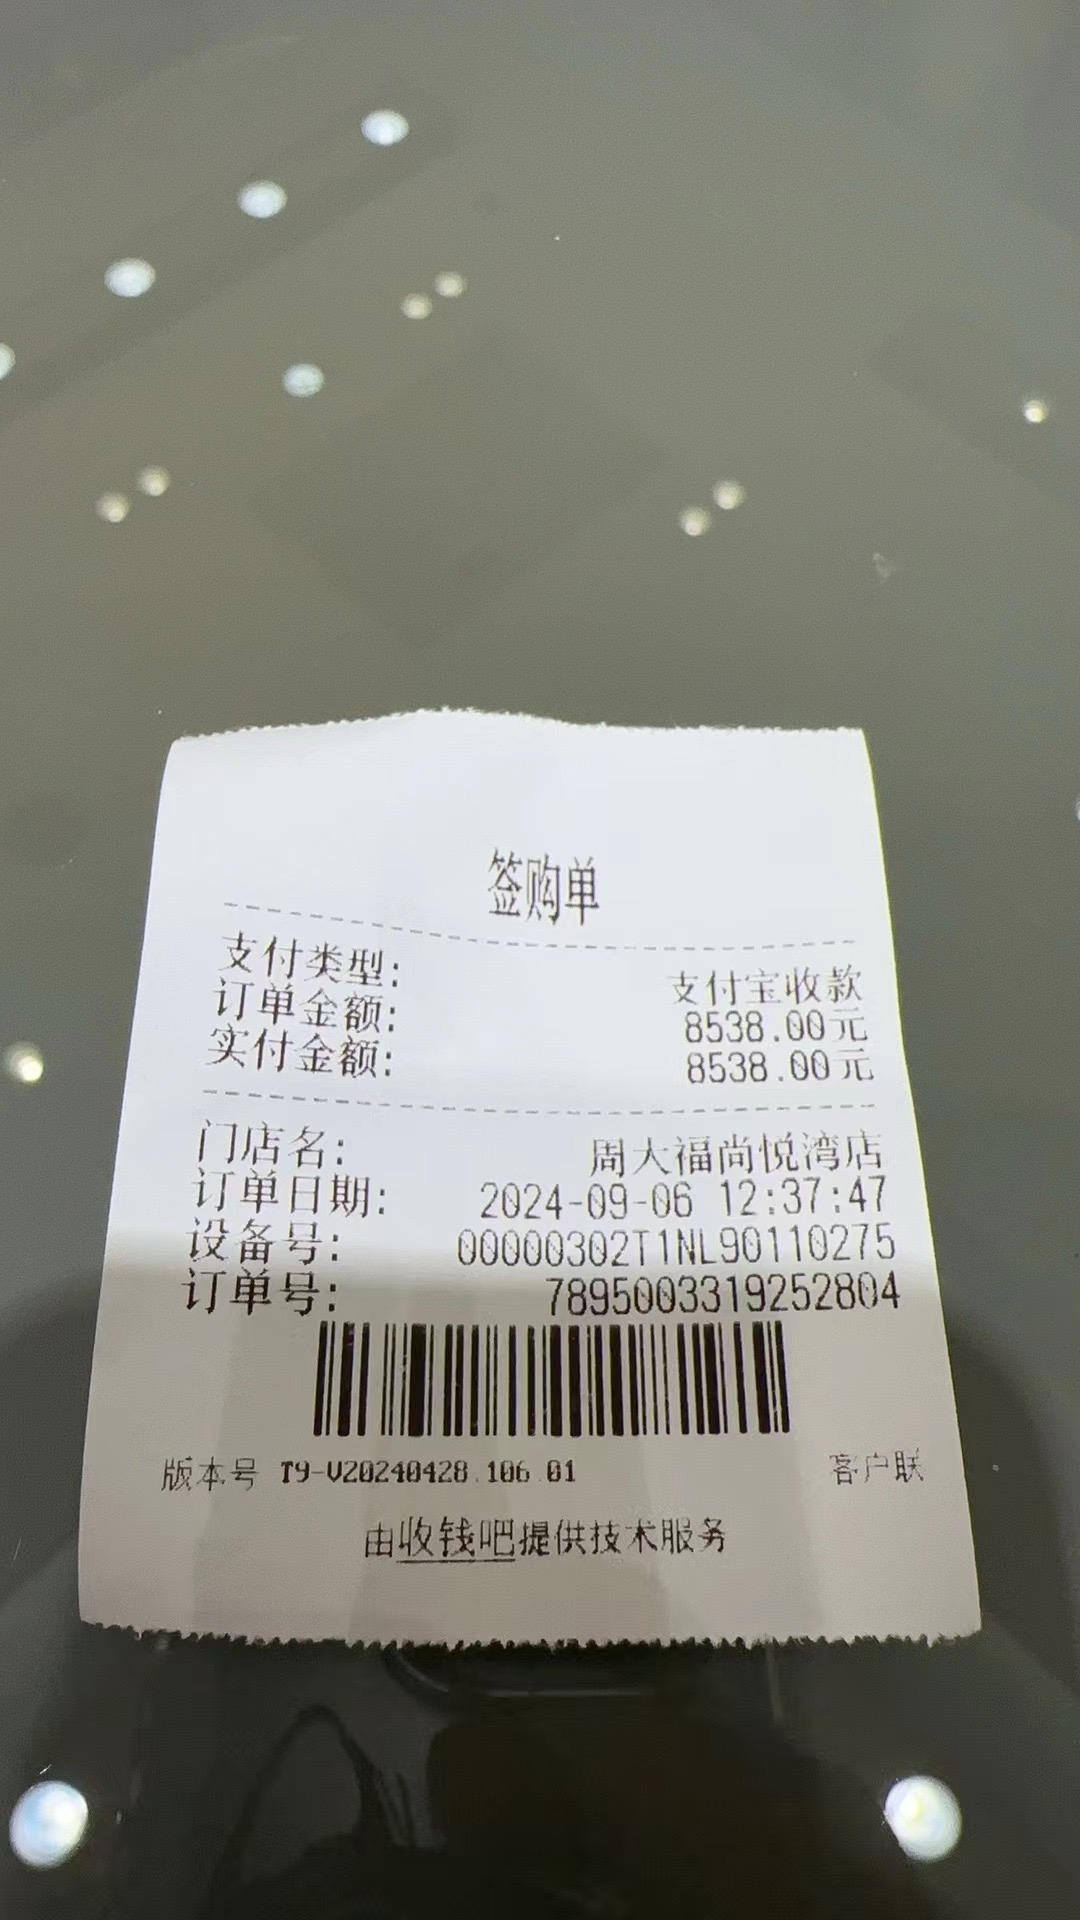 签购单
支付类型: 支付宝收款
订单金额: 8538.00元
实付金额: 8538.00元
门店名: 周大福尚悦湾店
订单日期: 2024-09-06 12:37:47
设备号: 00000302T1NL90110275
订单号: 7895003319252804
版本号 T9-V20240428.106.01 客户联
由收钱吧提供技术服务